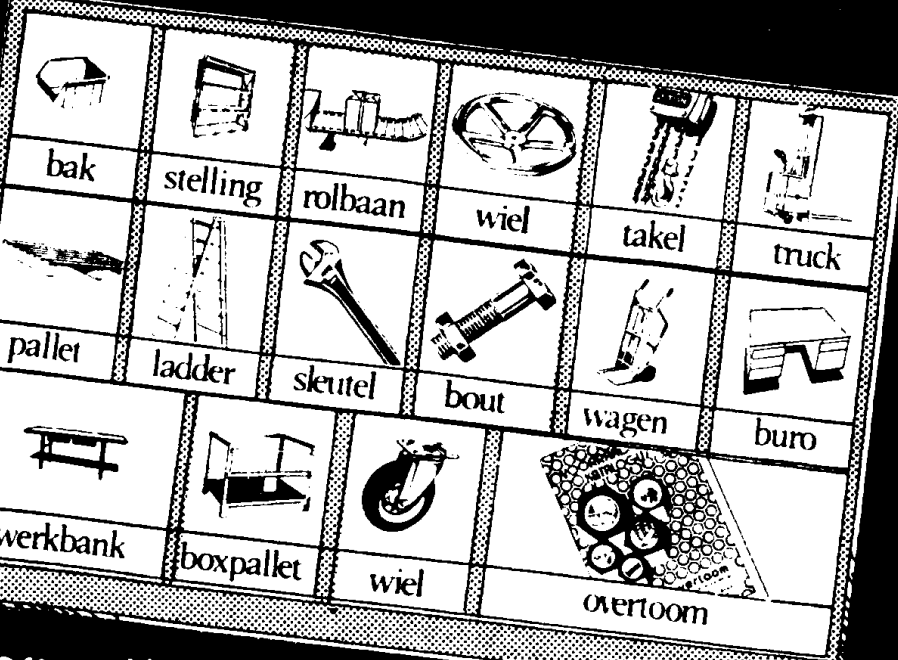 bak
stelling
rolbaan
wiel
takel
truck
pallet
ladder
sleutel
bout
wagen
buro
werkbank
boxpallet
wiel
overtoom